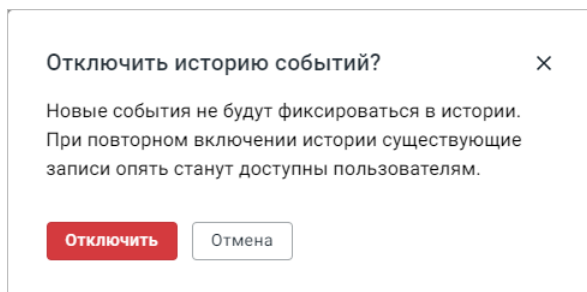 Отключить историю событий?
Новые события не будут фиксироваться в истории.
При повторном включении истории существующие
записи опять станут доступны пользователям.
Отключить
Отмена